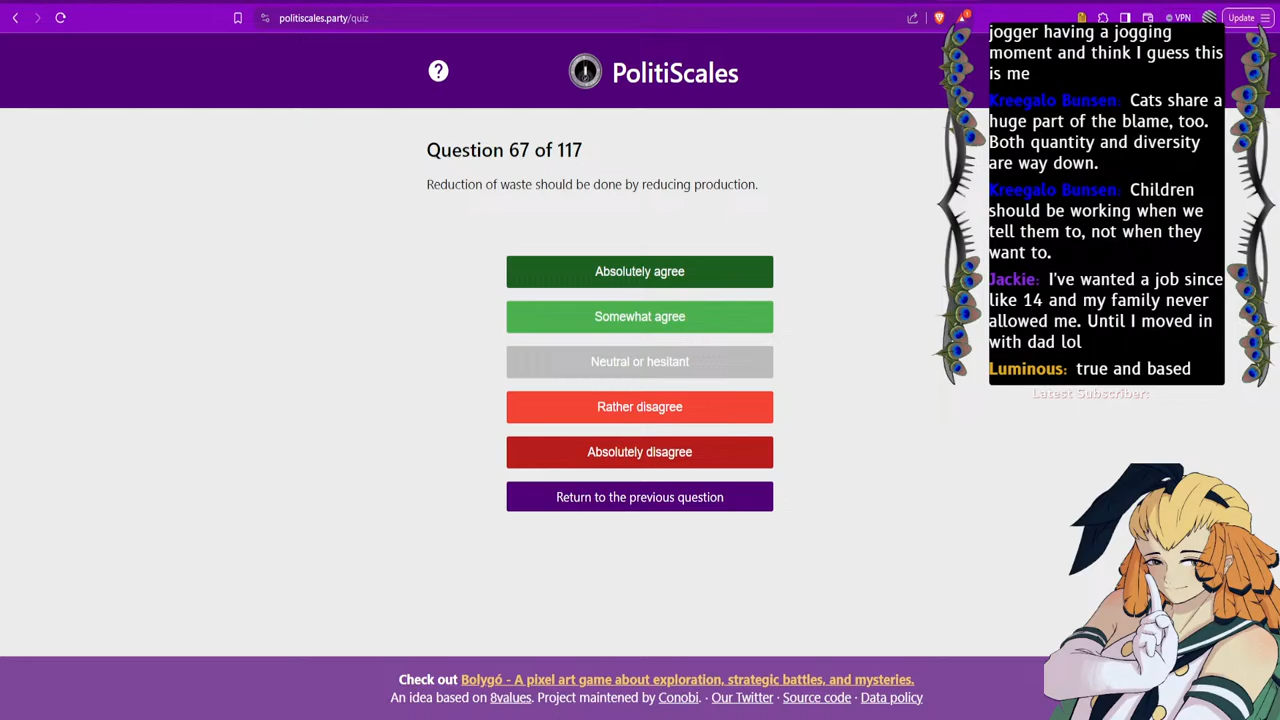 politiscales.party/quiz
VPN
Update
PolitiScales
Question 67 of 117
Reduction of waste should be done by reducing production.
Absolutely agree
Somewhat agree
Neutral or hesitant
Rather disagree
Absolutely disagree
Return to the previous question
jogger having a jogging
moment and think I guess this
is me
Kreegalo Bunsen: Cats share a
huge part of the blame, too.
Both quantity and diversity
are way down.
Kreegalo Bunsen: Children
should be working when we
tell them to, not when they
want to.
Jackie: I've wanted a job since
like 14 and my family never
allowed me. Until I moved in
with dad lol
Luminous: true and based
Latest Subscriber:
Check out Bolygó - A pixel art game about exploration, strategic battles, and mysteries.
An idea based on 8values. Project maintened by Conobi. · Our Twitter · Source code · Data policy